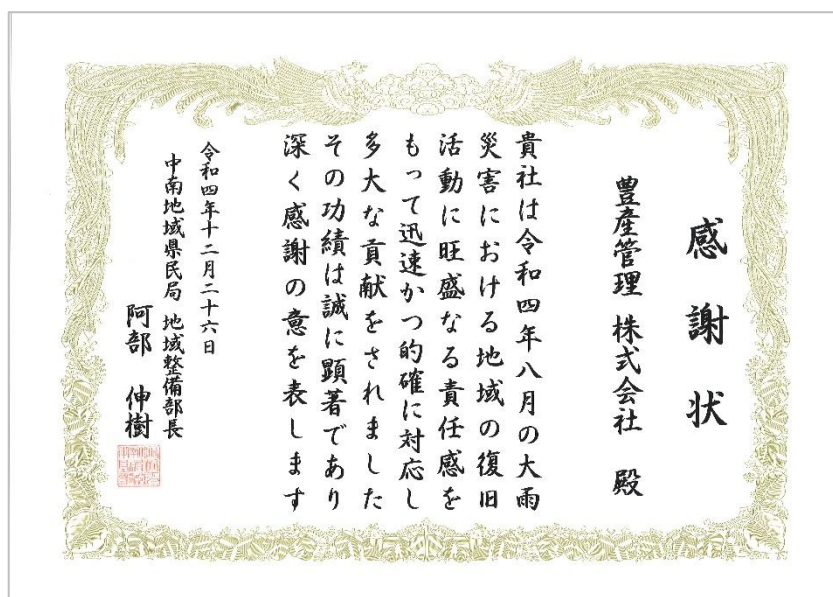 感謝状
豊産管理 株式会社 殿
貴社は令和四年八月の大雨
災害における地域の復旧
活動に旺盛なる責任感を
もって迅速かつ的確に対応し
多大な貢献をされました
その功績は誠に顕著であり
深く感謝の意を表します
令和四年十二月二十六日
中南地域県民局 地域整備部長
阿部 伸樹